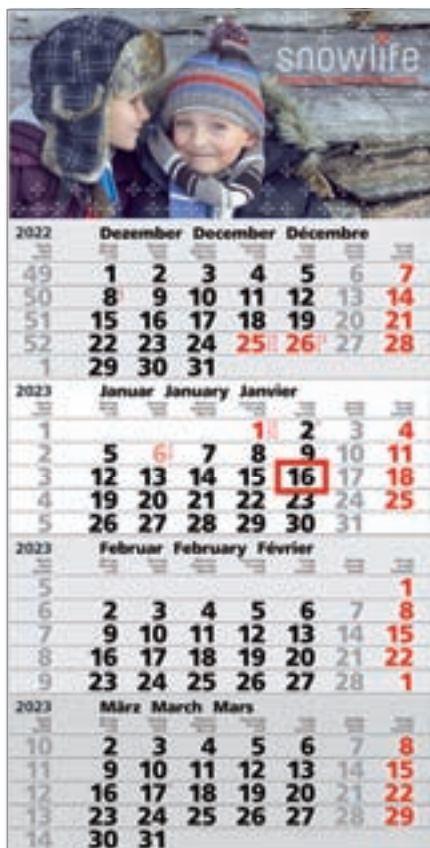 snowlife
2022 Dezember December Décembre
49 1 2 3 4 5 6 7
50 8 9 10 11 12 13 14
51 15 16 17 18 19 20 21
52 22 23 24 25 26 27 28
1 29 30 31
2023 Januar January Janvier
1 1 2 3 4
2 5 6 7 8 9 10 11
3 12 13 14 15 16 17 18
4 19 20 21 22 23 24 25
5 26 27 28 29 30 31
2023 Februar February Février
5 1
6 2 3 4 5 6 7 8
7 9 10 11 12 13 14 15
8 16 17 18 19 20 21 22
9 23 24 25 26 27 28 1
2023 März March Mars
10 2 3 4 5 6 7 8
11 9 10 11 12 13 14 15
12 16 17 18 19 20 21 22
13 23 24 25 26 27 28 29
14 30 31